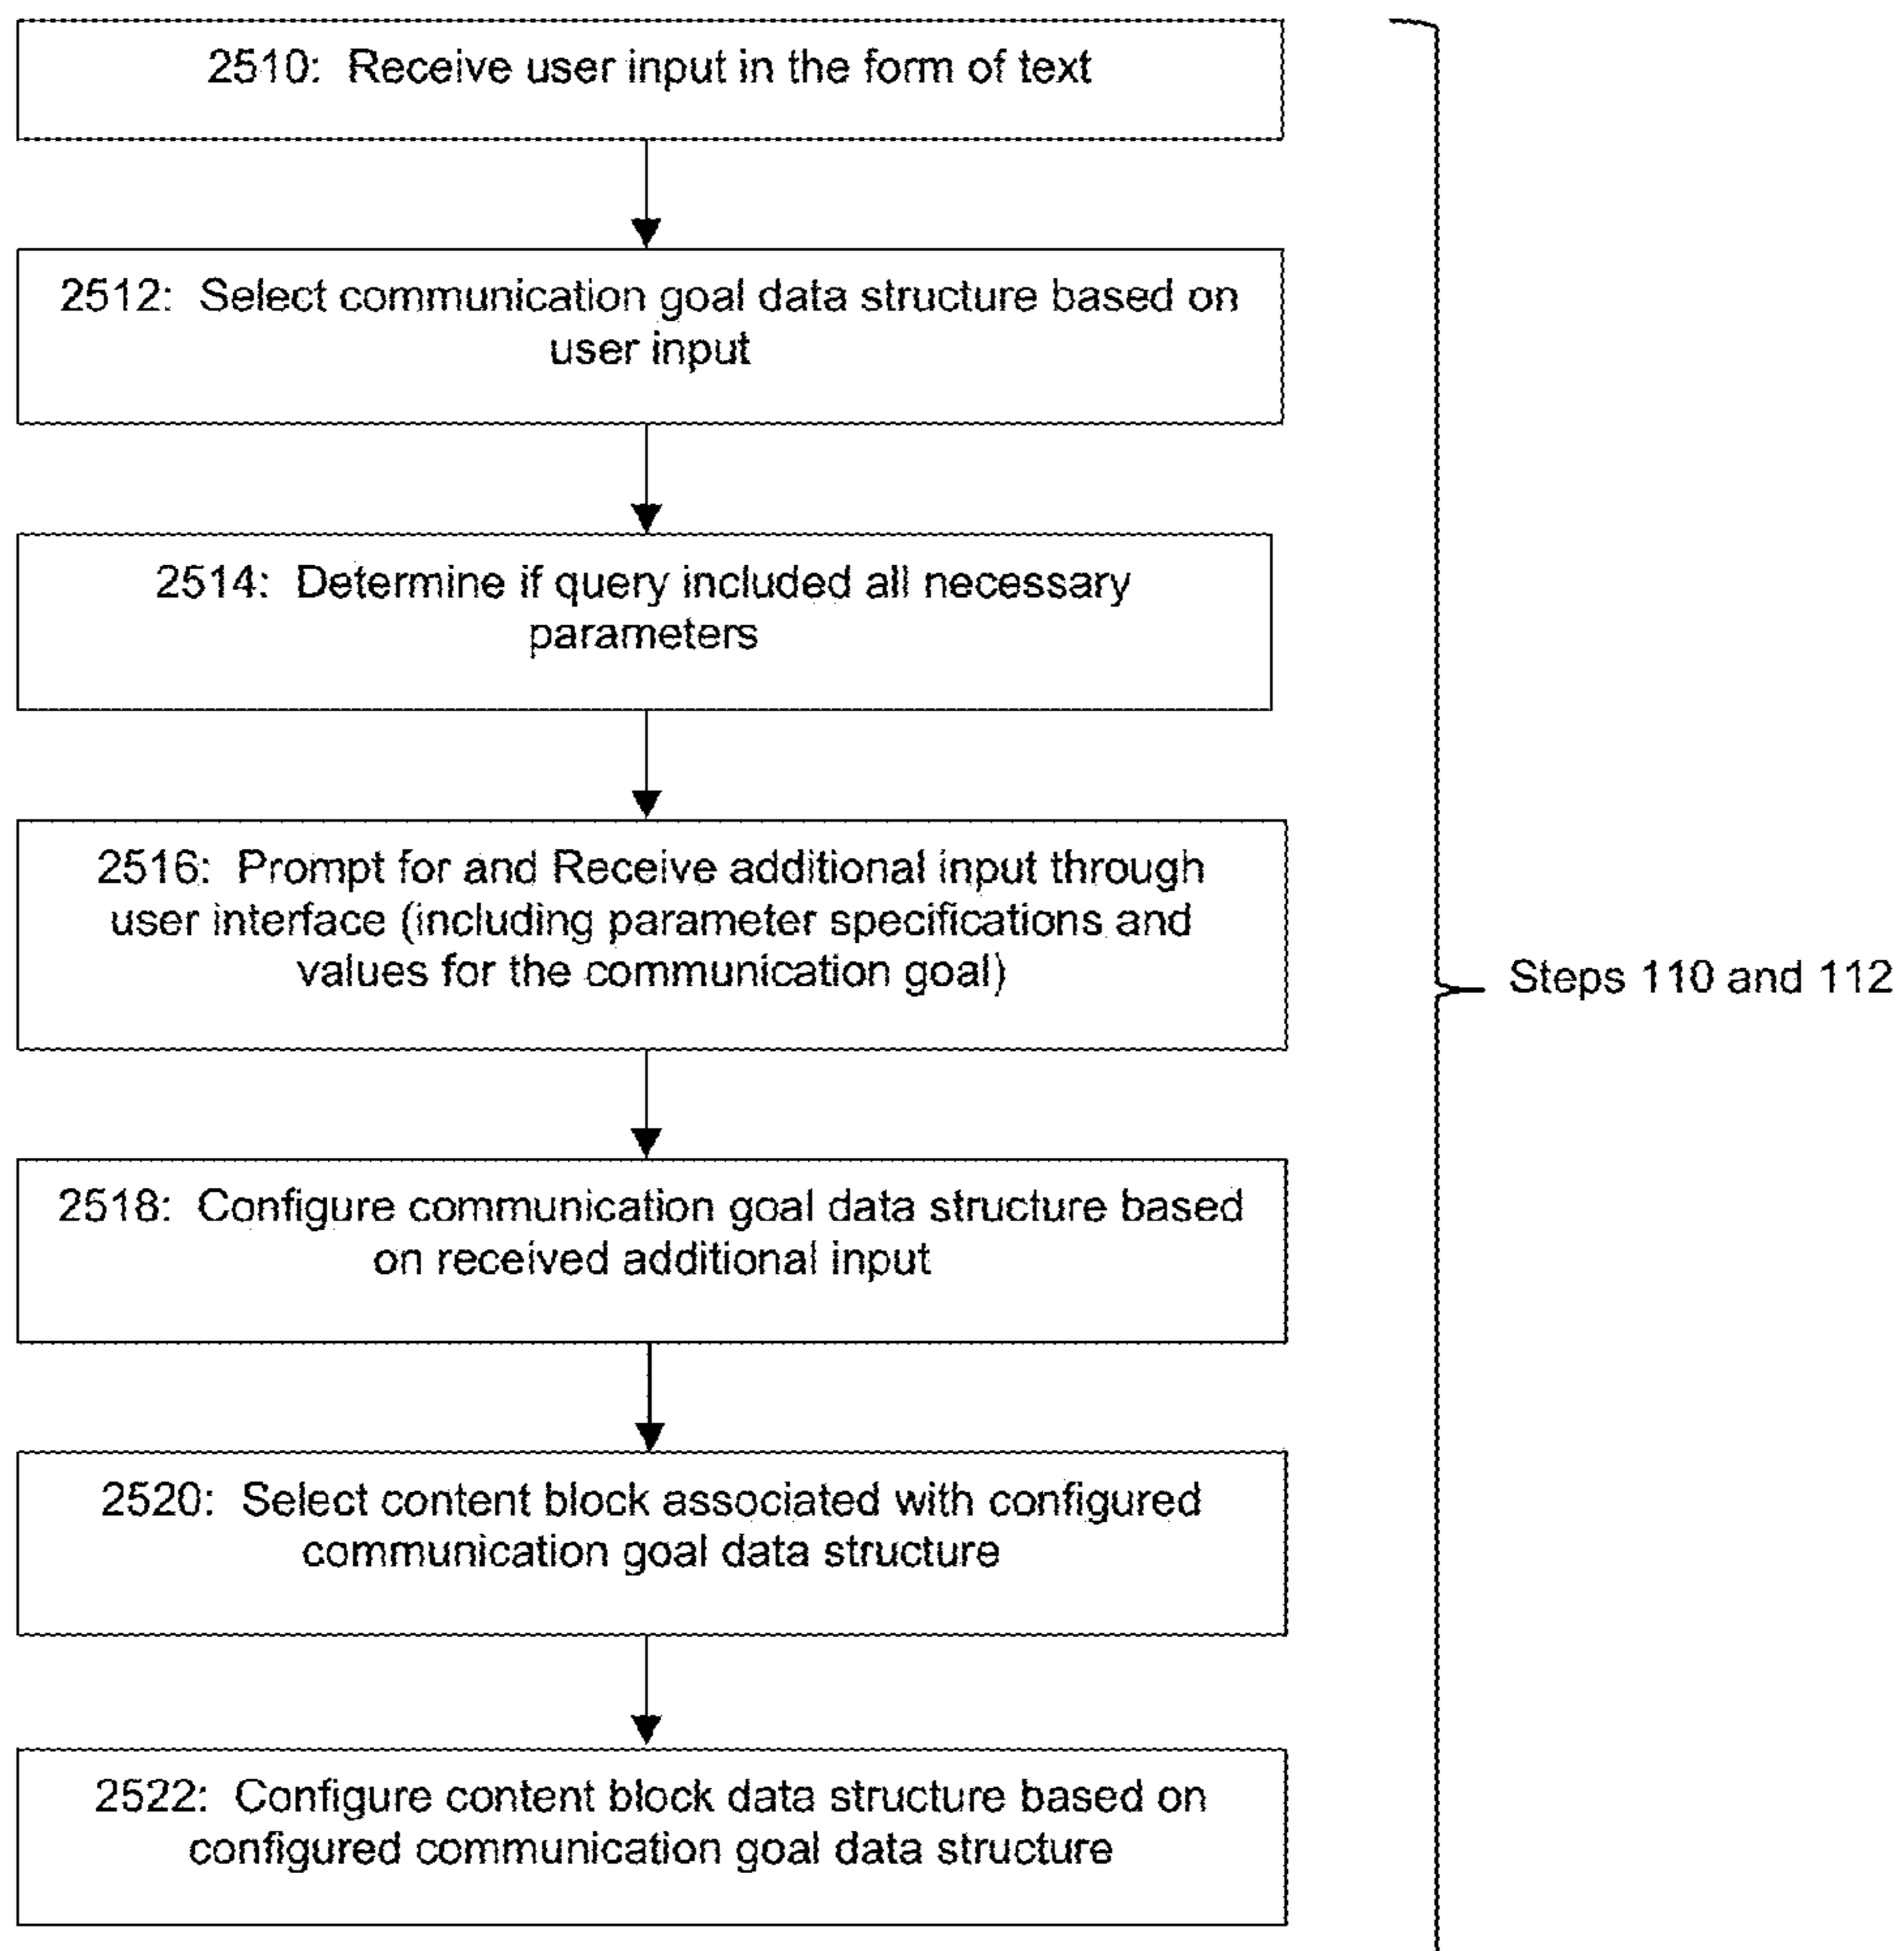 2510: Receive user input in the form of text
2512: Select communication goal data structure based on
user input
2514: Determine if query included all necessary
parameters
2516: Prompt for and Receive additional input through
user interface (including parameter specifications and
values for the communication goal)
Steps 110 and 112
2518: Configure communication goal data structure based
on received additional input
2520: Select content block associated with configured
communication goal data structure
2522: Configure content block data structure based on
configured communication goal data structure